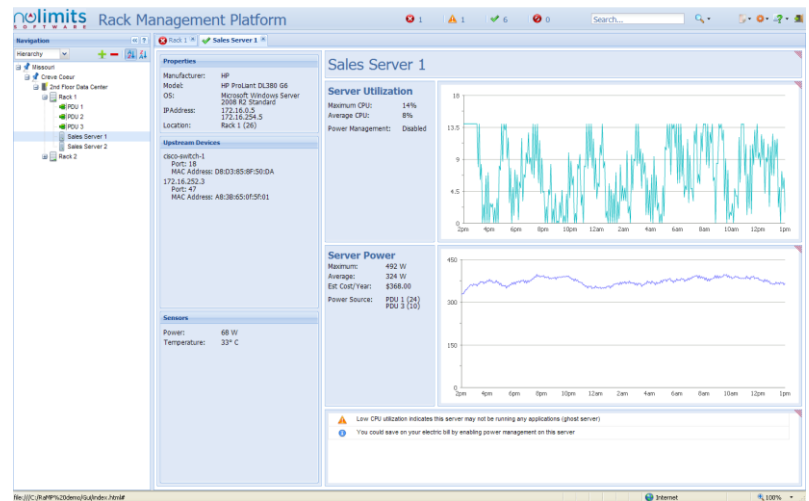 nolimits
SOFTWARE
Rack Management Platform
1
1
6
0
Search...
Navigation
Rack 1
Sales Server 1
Hierarchy
Missouri
Creve Coeur
2nd Floor Data Center
Rack 1
PDU 1
PDU 2
PDU 3
Sales Server 1
Sales Server 2
Rack 2
Properties
Manufacturer: HP
Model: HP ProLiant DL380 G6
OS: Microsoft Windows Server
2008 R2 Standard
IPAddress: 172.16.0.5
172.16.254.5
Location: Rack 1 (26)
Upstream Devices
cisco-switch-1
Port: 18
MAC Address: D8:D3:85:8F:50:DA
172.16.252.3
Port: 47
MAC Address: A8:3B:65:0f:5f:01
Sensors
Power: 68 W
Temperature: 33° C
Sales Server 1
Server Utilization
Maximum CPU: 14%
Average CPU: 8%
Power Management: Disabled
18
13.5
9
4.5
0
2pm 4pm 6pm 8pm 10pm 12am 2am 4am 6am 8am 10am 12pm 1pm
Server Power
Maximum: 492 W
Average: 324 W
Est Cost/Year: $368.00
Power Source: PDU 1 (24)
PDU 3 (10)
450
300
150
0
2pm 4pm 6pm 8pm 10pm 12am 2am 4am 6am 8am 10am 12pm 1pm
Low CPU utilization indicates this server may not be running any applications (ghost server)
You could save on your electric bill by enabling power management on this server
file:///C:/RaMP%20demo/Gui/index.html#
Internet
100%